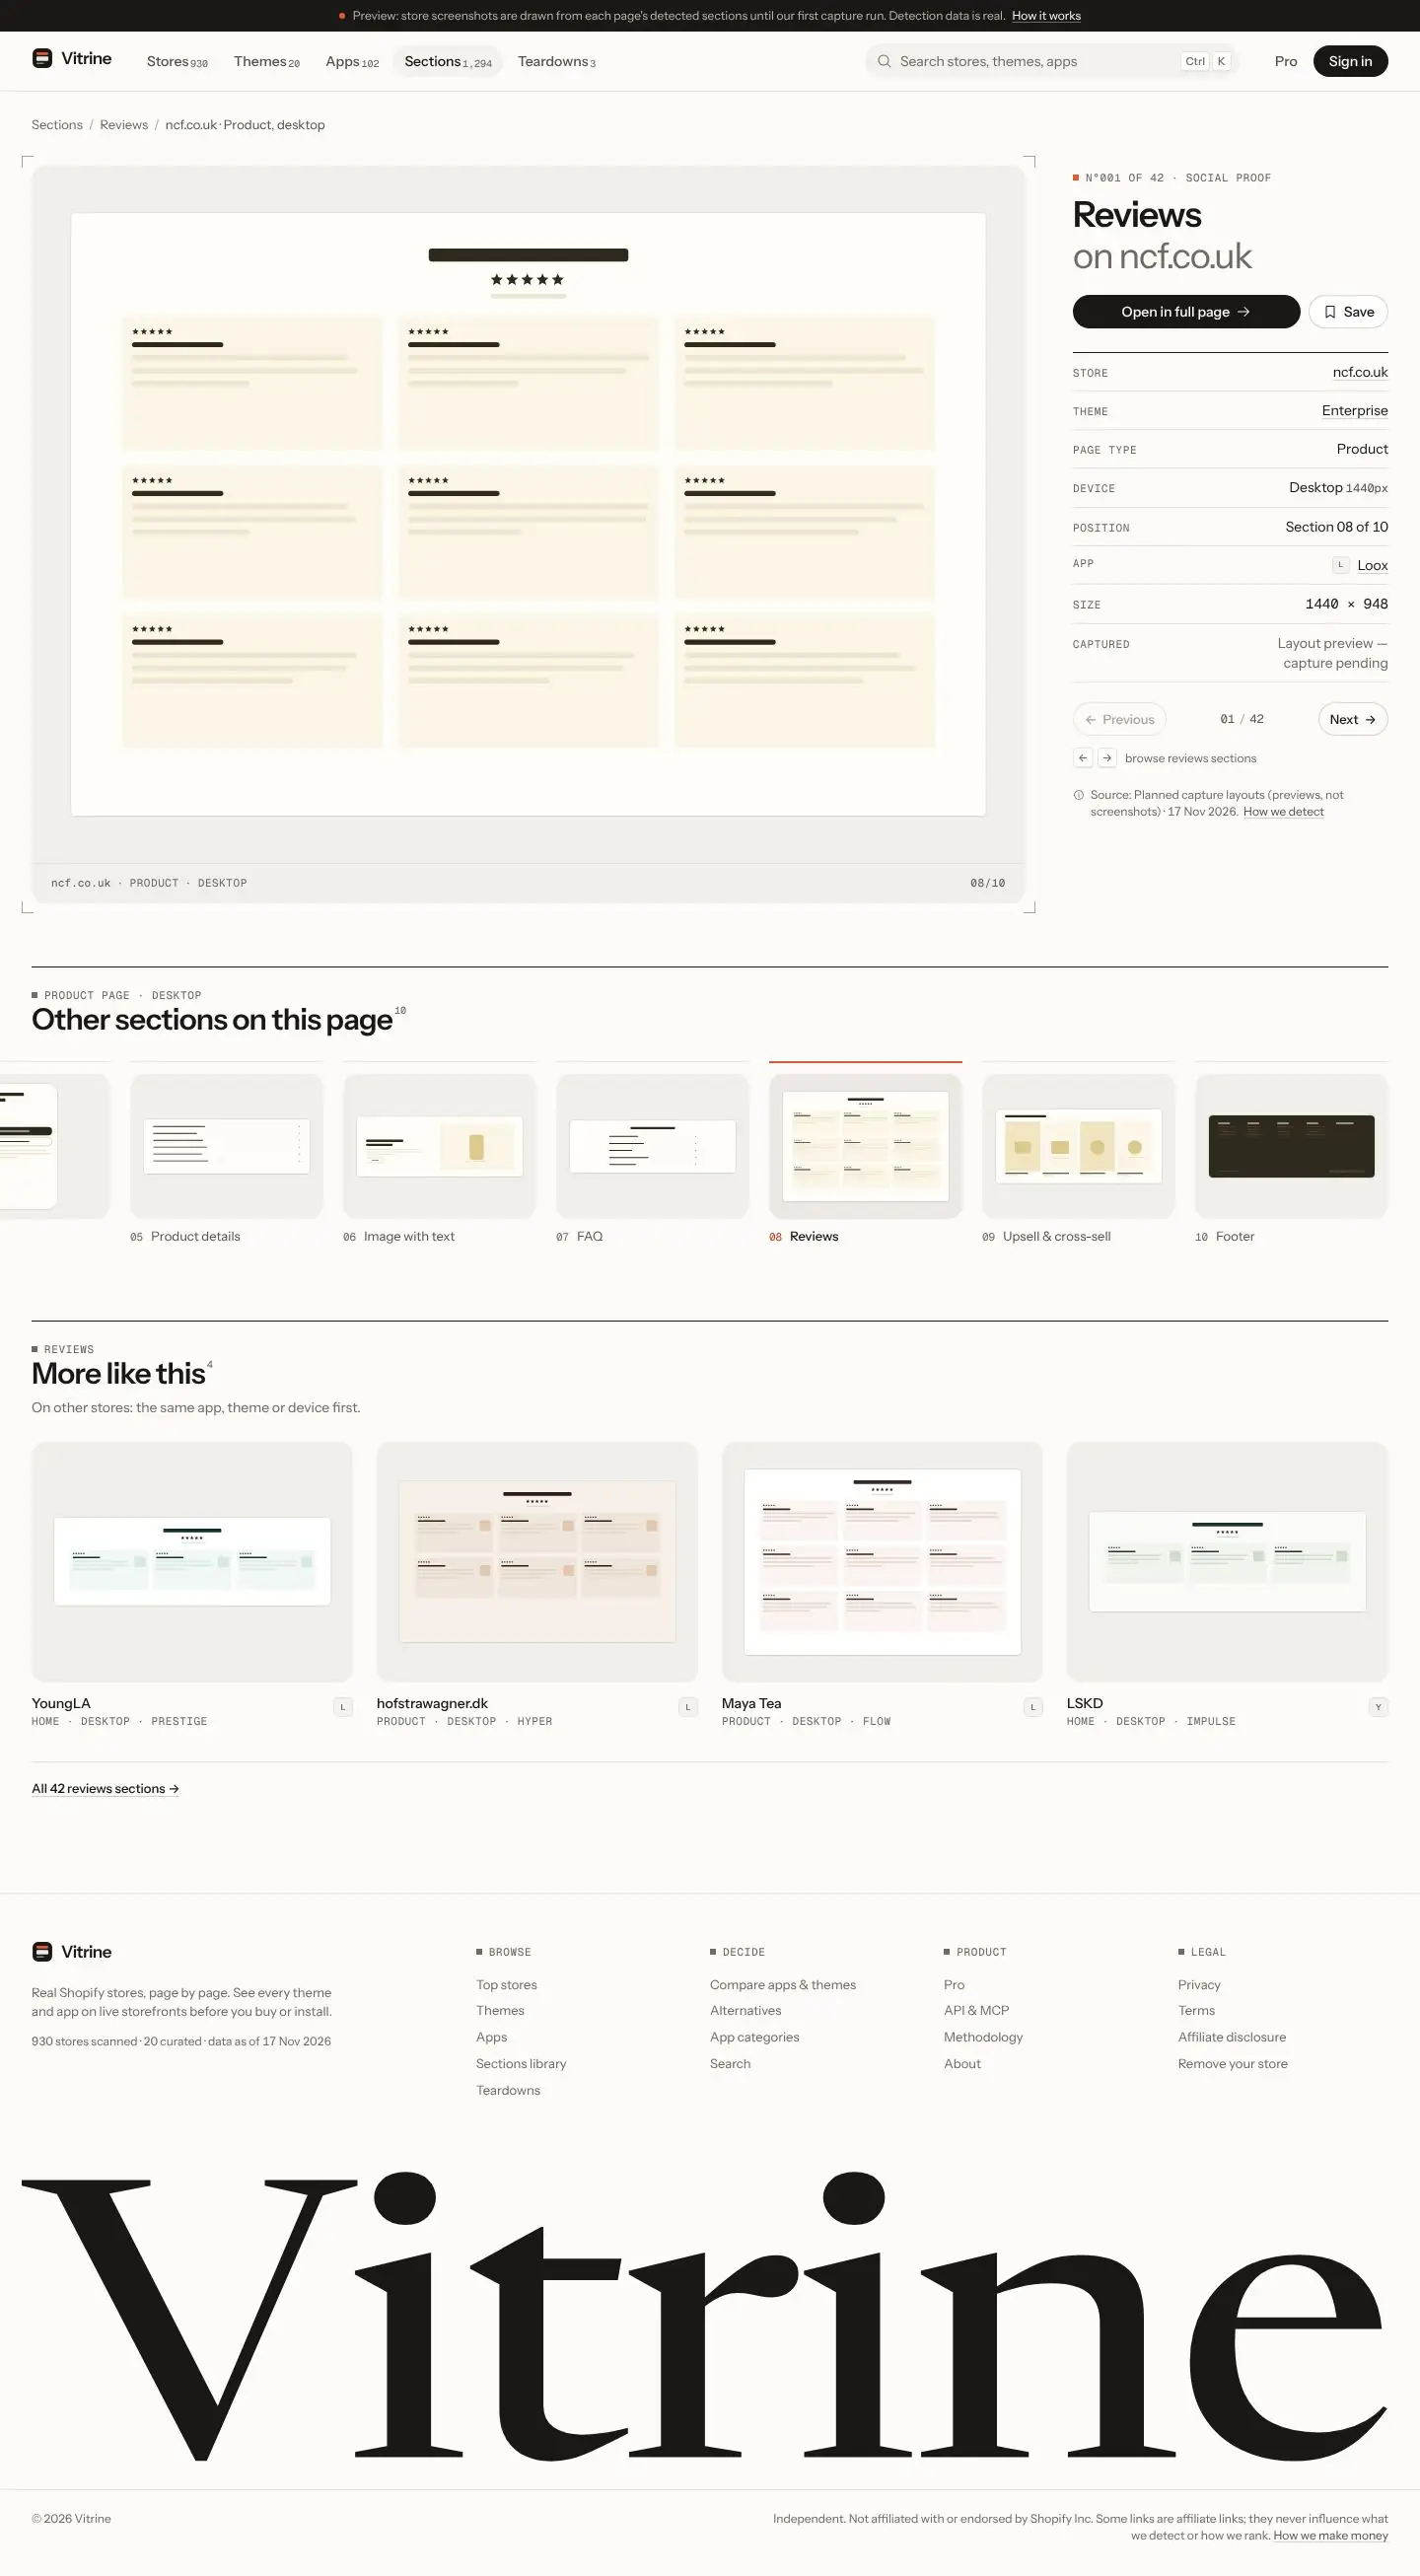 Preview: store screenshots are drawn from each page's detected sections until our first capture run. Detection data is real. How it works
Vitrine
Stores 930
Themes 20
Apps 102
Sections 1,294
Teardowns 3
Search stores, themes, apps
Ctrl K
Pro
Sign in
Sections / Reviews / ncf.co.uk · Product, desktop
N°001 OF 42 · SOCIAL PROOF
Reviews
on ncf.co.uk
Open in full page →
Save
STORE ncf.co.uk
THEME Enterprise
PAGE TYPE Product
DEVICE Desktop 1440px
POSITION Section 08 of 10
APP L Loox
SIZE 1440 × 948
CAPTURED Layout preview —
capture pending
← Previous 01 / 42 Next →
← → browse reviews sections
Source: Planned capture layouts (previews, not
screenshots) · 17 Nov 2026. How we detect
ncf.co.uk · PRODUCT · DESKTOP 08/10
PRODUCT PAGE · DESKTOP
Other sections on this page 10
05 Product details
06 Image with text
07 FAQ
08 Reviews
09 Upsell & cross-sell
10 Footer
REVIEWS
More like this 4
On other stores: the same app, theme or device first.
YoungLA L
HOME · DESKTOP · PRESTIGE
hofstrawagner.dk L
PRODUCT · DESKTOP · HYPER
Maya Tea L
PRODUCT · DESKTOP · FLOW
LSKD Y
HOME · DESKTOP · IMPULSE
All 42 reviews sections →
Vitrine
Real Shopify stores, page by page. See every theme
and app on live storefronts before you buy or install.
930 stores scanned · 20 curated · data as of 17 Nov 2026
BROWSE
Top stores
Themes
Apps
Sections library
Teardowns
DECIDE
Compare apps & themes
Alternatives
App categories
Search
PRODUCT
Pro
API & MCP
Methodology
About
LEGAL
Privacy
Terms
Affiliate disclosure
Remove your store
Vitrine
© 2026 Vitrine
Independent. Not affiliated with or endorsed by Shopify Inc. Some links are affiliate links; they never influence what
we detect or how we rank. How we make money